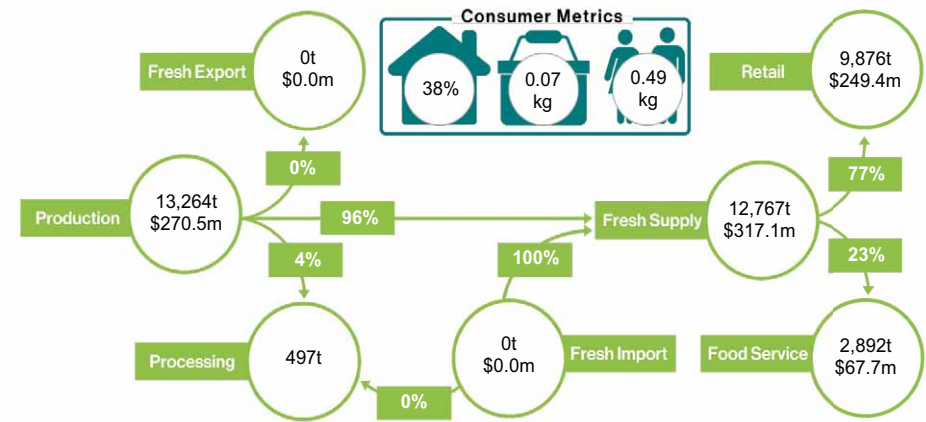 Consumer Metrics
38%
0.07
kg
0.49
kg
Fresh Export
0t
$0.0m
Retail
9,876t
$249.4m
0%
77%
Production
13,264t
$270.5m
96%
Fresh Supply
12,767t
$317.1m
4%
100%
23%
Processing
497t
0t
$0.0m
Fresh Import
Food Service
2,892t
$67.7m
0%